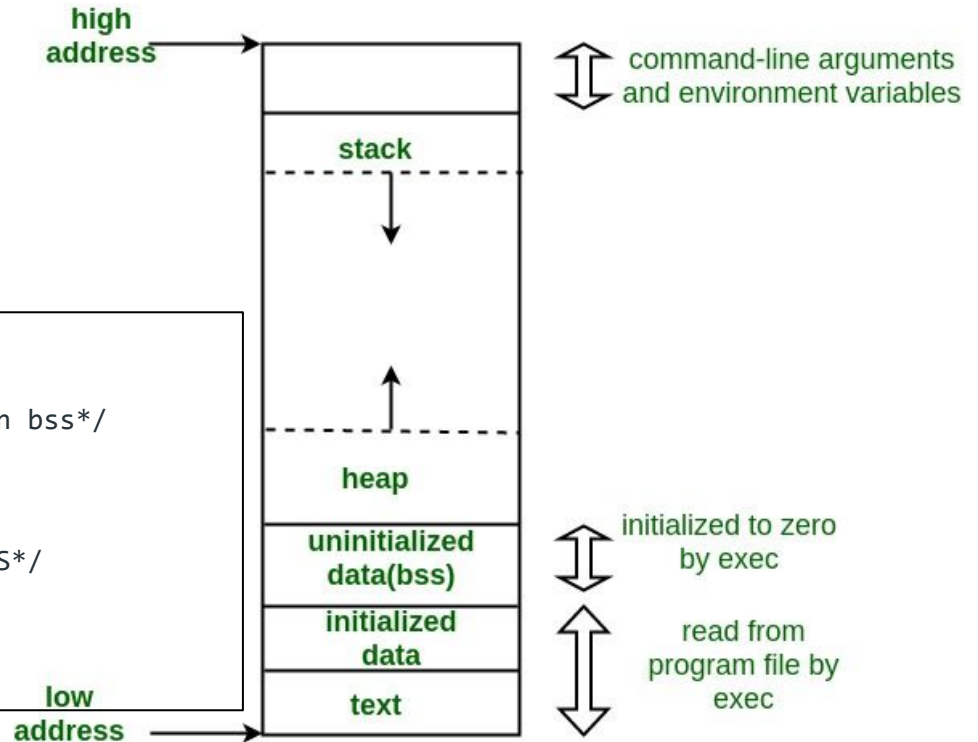 high
address
command-line arguments
and environment variables
stack
bss*/
S*/
heap
uninitialized
data(bss)
initialized to zero
by exec
initialized
data
read from
program file by
exec
text
low
address